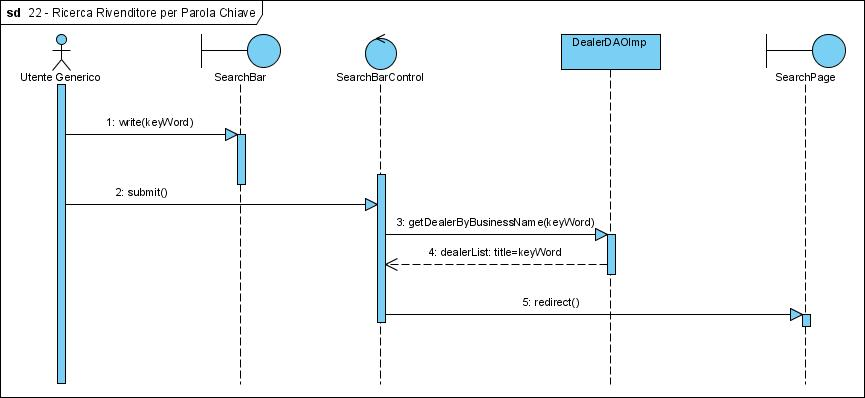 sd 22 - Ricerca Rivenditore per Parola Chiave
DealerDAOImp
Utente Generico
SearchBar
SearchBarControl
SearchPage
1: write(keyWord)
2: submit()
3: getDealerByBusinessName(keyWord)
4: dealerList: title=keyWord
5: redirect()